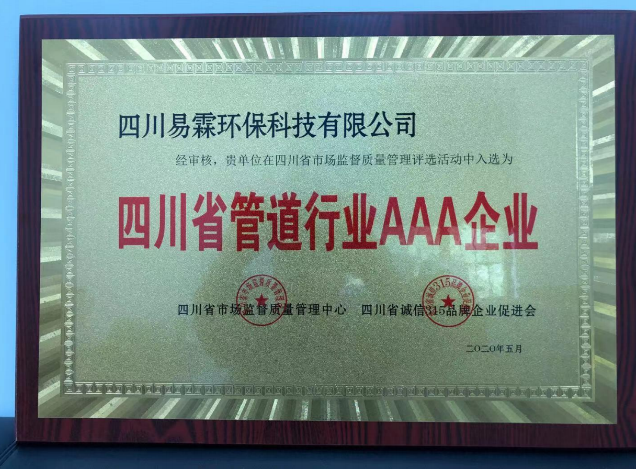 四川易霖环保科技有限公司
经审核，贵单位在四川省市场监督质量管理评选活动中入选为
四川省管道行业AAA企业
四川省市场监督质量管理中心 四川省诚信315品牌企业促进会
二〇二〇年五月